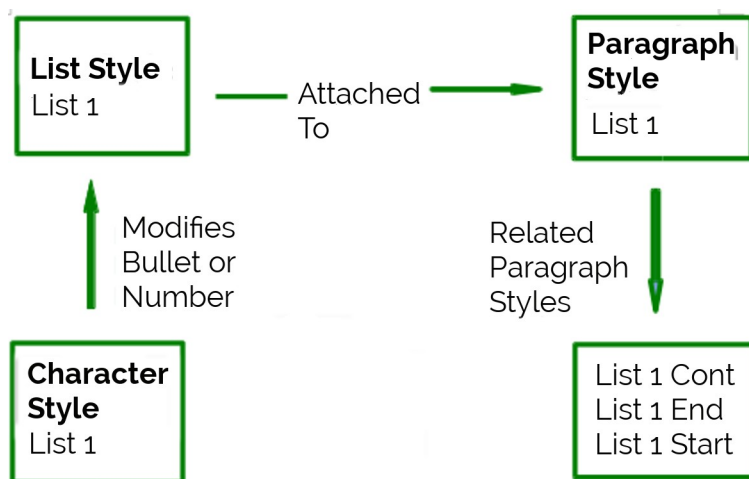 List Style
List 1
Attached
To
Paragraph
Style
List 1
Modifies
Bullet or
Number
Related
Paragraph
Styles
Character
Style
List 1
List 1 Cont
List 1 End
List 1 Start